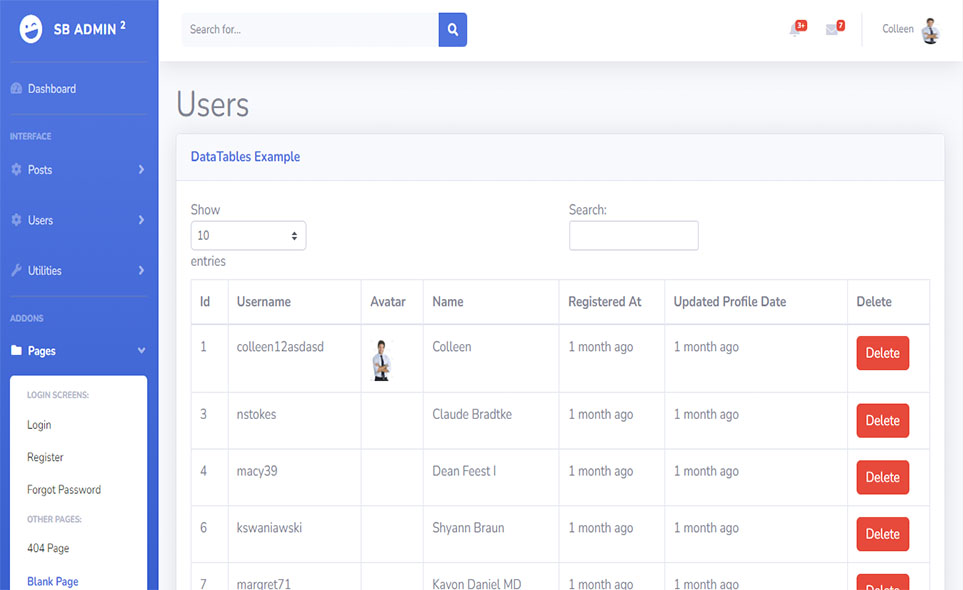 SB ADMIN 2
Search for...
3+
7
Colleen
Dashboard
INTERFACE
Posts
Users
Utilities
ADDONS
Pages
LOGIN SCREENS:
Login
Register
Forgot Password
OTHER PAGES:
404 Page
Blank Page
Users
DataTables Example
Show
10
entries
Search:
Id Username Avatar Name Registered At Updated Profile Date Delete
1 colleen12asdasd Colleen 1 month ago 1 month ago Delete
3 nstokes Claude Bradtke 1 month ago 1 month ago Delete
4 macy39 Dean Feest I 1 month ago 1 month ago Delete
6 kswaniawski Shyann Braun 1 month ago 1 month ago Delete
7 margret71 Kavon Daniel MD 1 month ago 1 month ago Delete